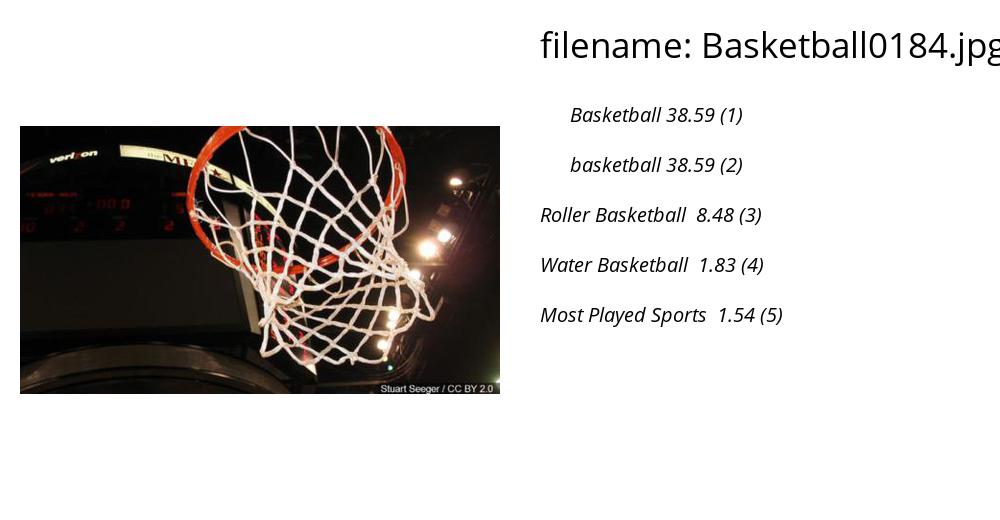 filename: Basketball0184.jpg
Basketball 38.59 (1)
basketball 38.59 (2)
Roller Basketball 8.48 (3)
Water Basketball 1.83 (4)
Most Played Sports 1.54 (5)
verizon
Stuart Seeger / CC BY 2.0